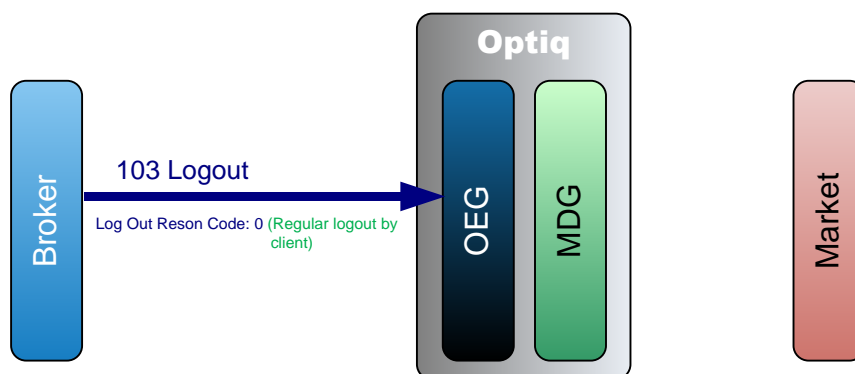 Optiq
Broker
103 Logout
Log Out Reson Code: 0 (Regular logout by
client)
OEG
MDG
Market